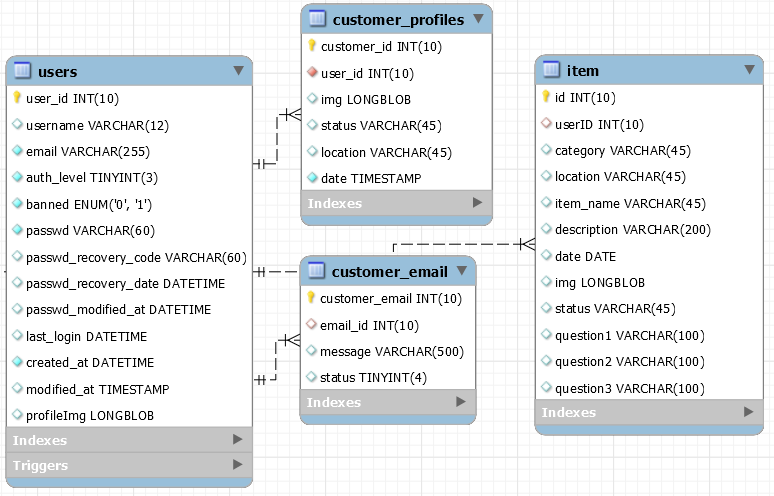 users
user_id INT(10)
username VARCHAR(12)
email VARCHAR(255)
auth_level TINYINT(3)
banned ENUM('0', '1')
passwd VARCHAR(60)
passwd_recovery_code VARCHAR(60)
passwd_recovery_date DATETIME
passwd_modified_at DATETIME
last_login DATETIME
created_at DATETIME
modified_at TIMESTAMP
profileImg LONGBLOB
Indexes
Triggers
customer_profiles
customer_id INT(10)
user_id INT(10)
img LONGBLOB
status VARCHAR(45)
location VARCHAR(45)
date TIMESTAMP
Indexes
customer_email
customer_email INT(10)
email_id INT(10)
message VARCHAR(500)
status TINYINT(4)
Indexes
item
id INT(10)
userID INT(10)
category VARCHAR(45)
location VARCHAR(45)
item_name VARCHAR(45)
description VARCHAR(200)
date DATE
img LONGBLOB
status VARCHAR(45)
question1 VARCHAR(100)
question2 VARCHAR(100)
question3 VARCHAR(100)
Indexes